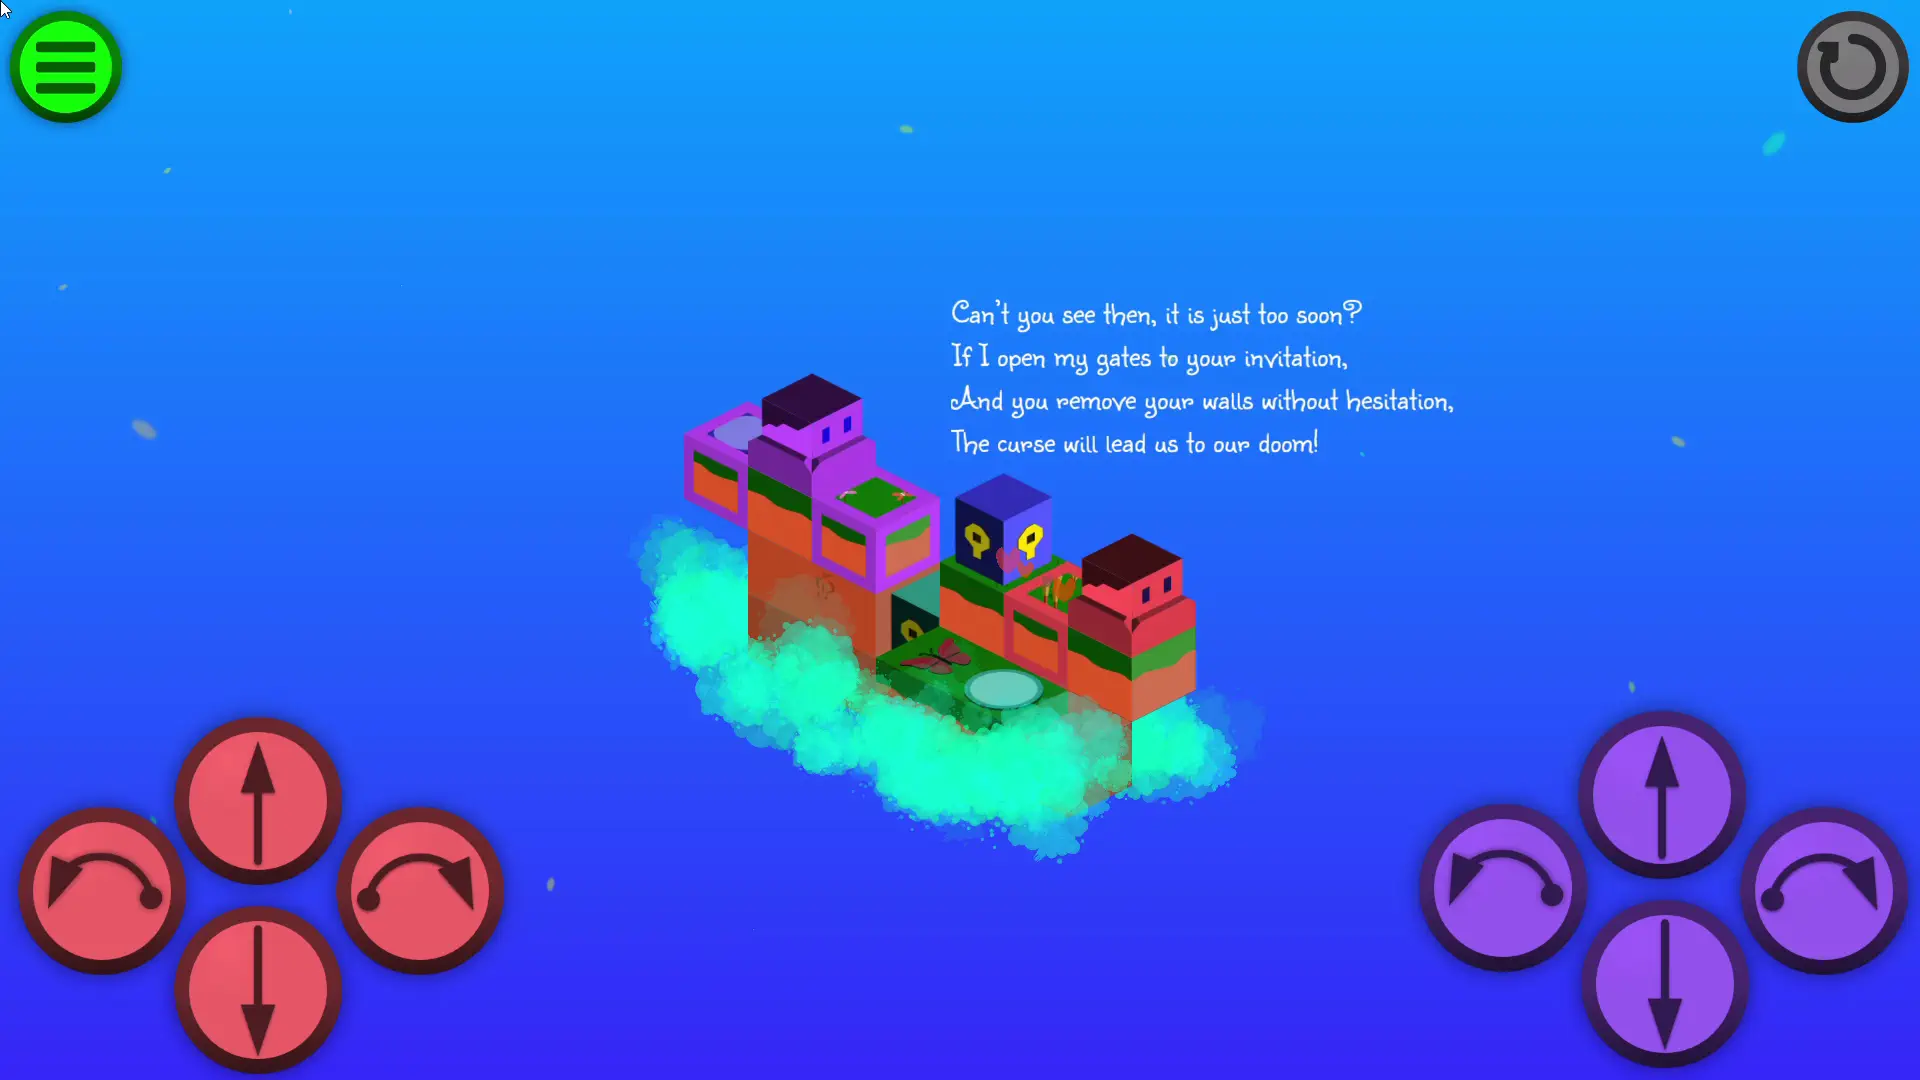 Can't you see then, it is just too soon?
If I open my gates to your invitation,
And you remove your walls without hesitation,
The curse will lead us to our doom!